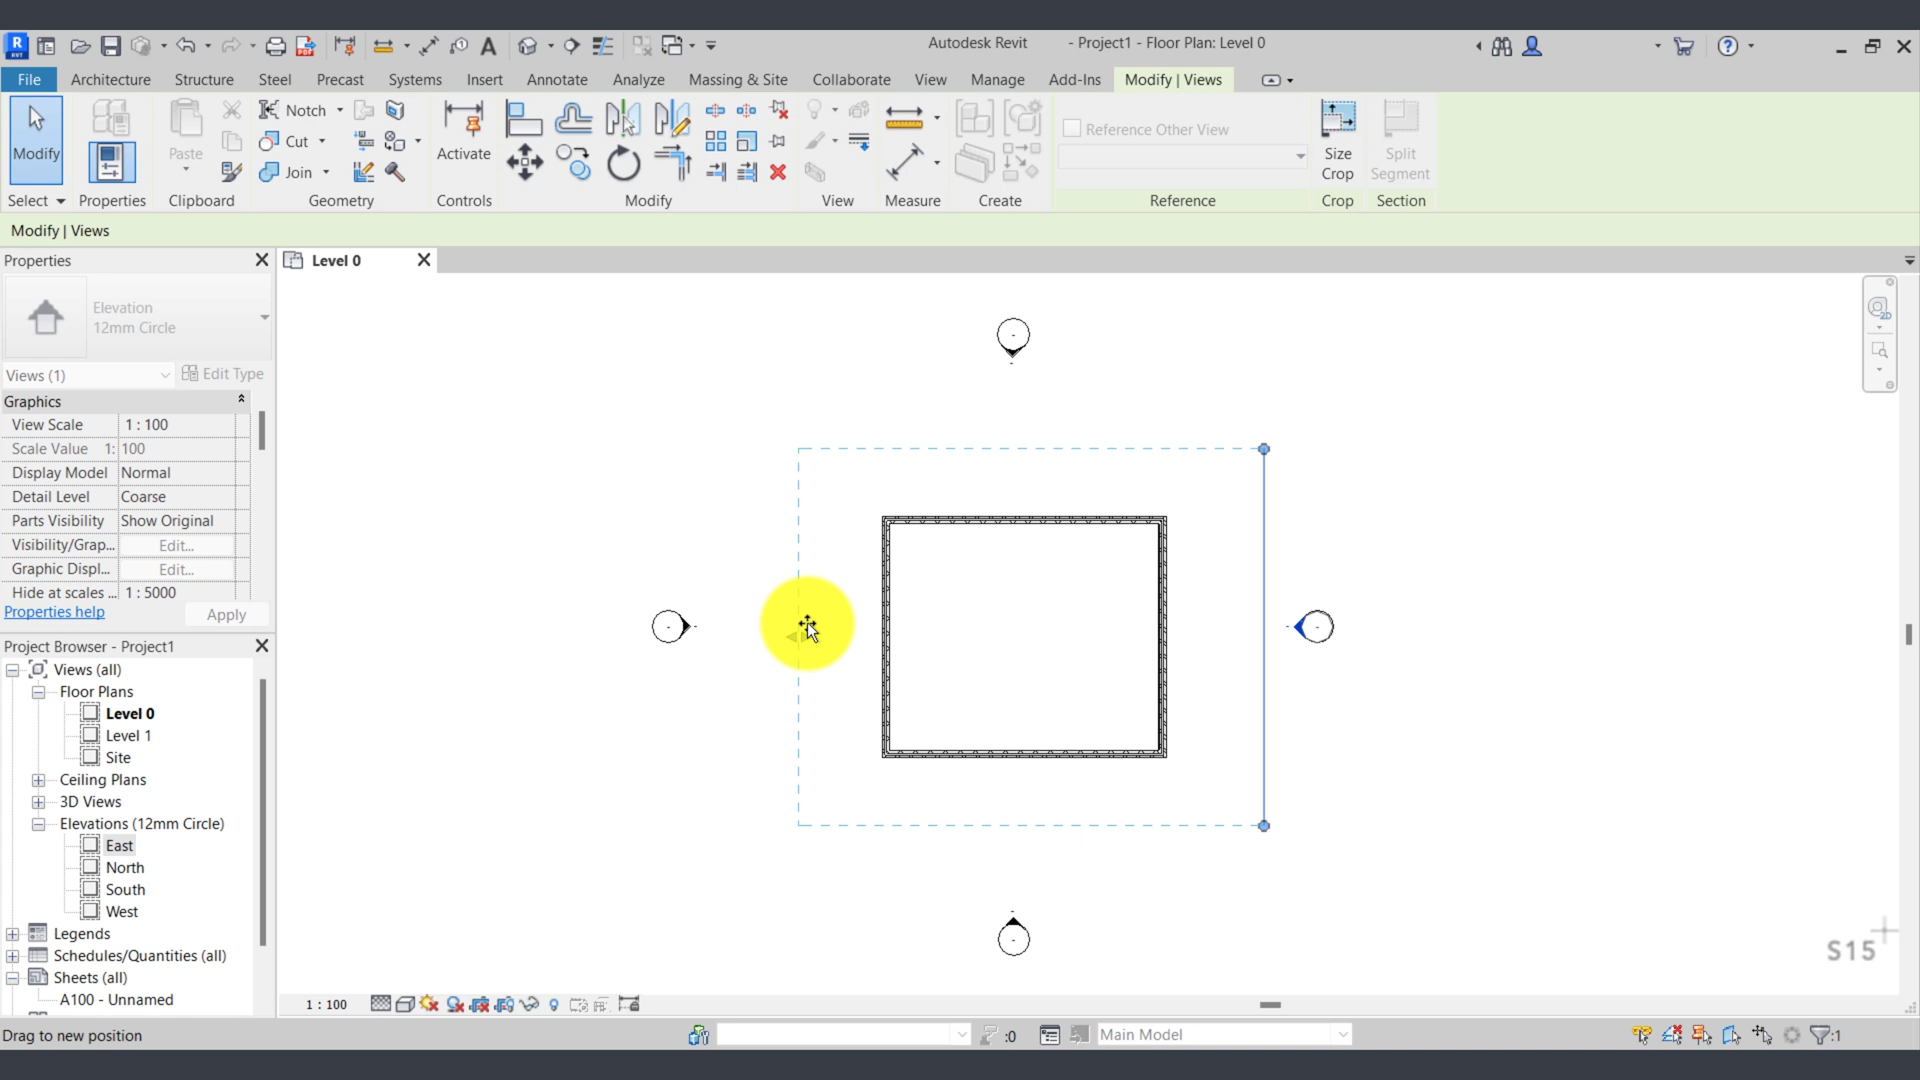 R
RVT
Autodesk Revit - Project1 - Floor Plan: Level 0
File Architecture Structure Steel Precast Systems Insert Annotate Analyze Massing & Site Collaborate View Manage Add-Ins Modify | Views
Modify
Paste
Notch
Cut
Join
Activate
Reference Other View
Size
Crop
Split
Segment
Select Properties Clipboard Geometry Controls Modify View Measure Create Reference Crop Section
Modify | Views
Properties
Level 0
Elevation
12mm Circle
Views (1) Edit Type
Graphics
View Scale 1 : 100
Scale Value 1: 100
Display Model Normal
Detail Level Coarse
Parts Visibility Show Original
Visibility/Grap... Edit...
Graphic Displ... Edit...
Hide at scales ... 1 : 5000
Properties help Apply
Project Browser - Project1
Views (all)
Floor Plans
Level 0
Level 1
Site
Ceiling Plans
3D Views
Elevations (12mm Circle)
East
North
South
West
Legends
Schedules/Quantities (all)
Sheets (all)
A100 - Unnamed
2D
S15
1 : 100
Drag to new position
:0
Main Model
:1